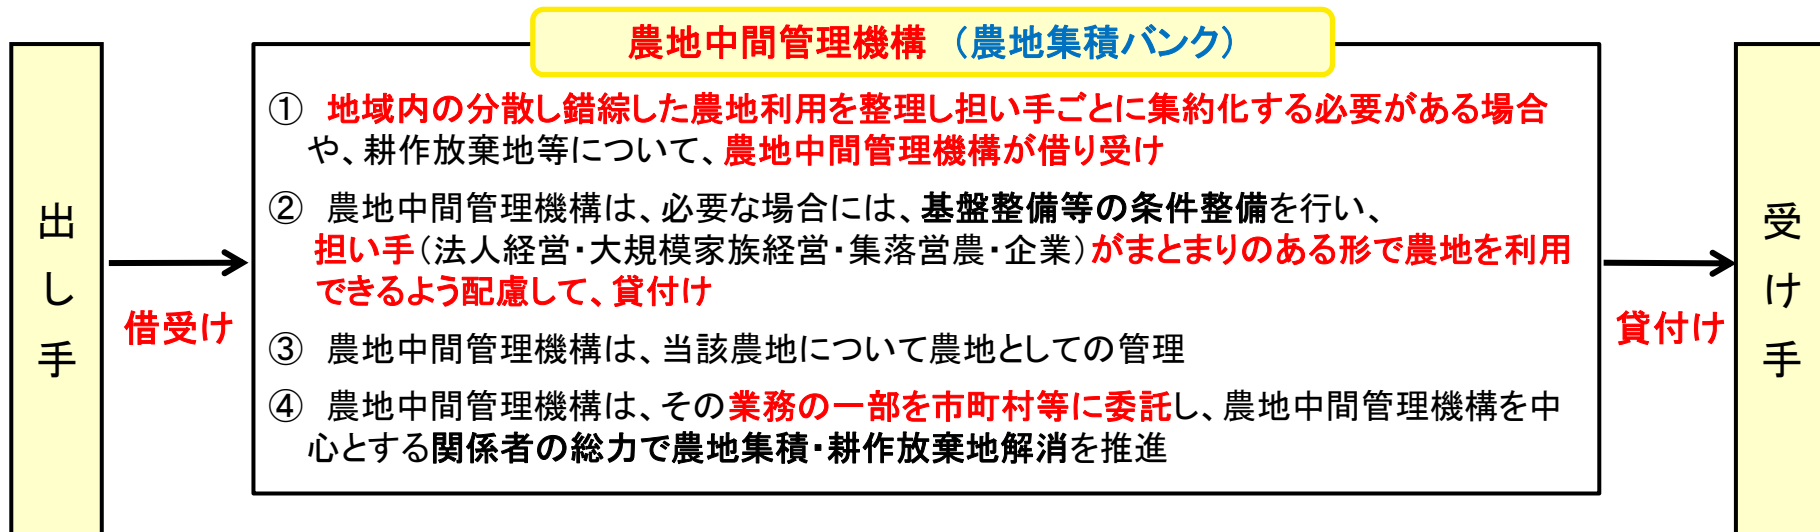 農地中間管理機構 （農地集積バンク）
出し手
借受け
① 地域内の分散し錯綜した農地利用を整理し担い手ごとに集約化する必要がある場合
や、耕作放棄地等について、農地中間管理機構が借り受け
② 農地中間管理機構は、必要な場合には、基盤整備等の条件整備を行い、
担い手（法人経営・大規模家族経営・集落営農・企業）がまとまりのある形で農地を利用
できるよう配慮して、貸付け
③ 農地中間管理機構は、当該農地について農地としての管理
④ 農地中間管理機構は、その業務の一部を市町村等に委託し、農地中間管理機構を中
心とする関係者の総力で農地集積・耕作放棄地解消を推進
貸付け
受け手